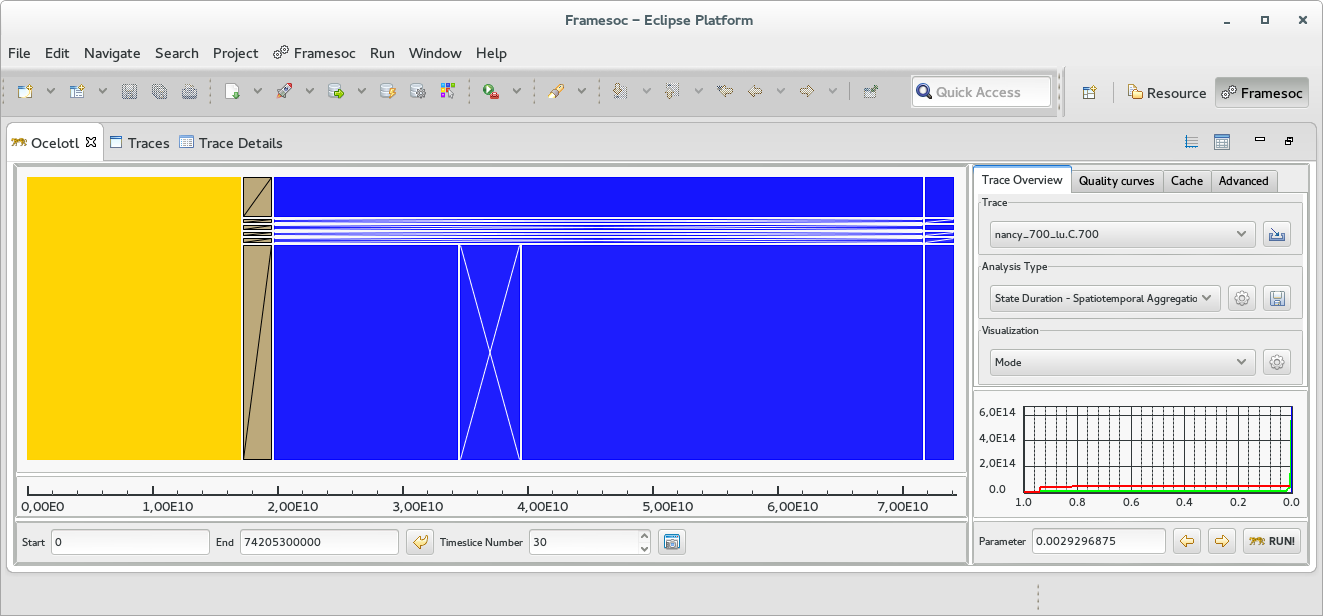 Framesoc – Eclipse Platform
File Edit Navigate Search Project Framesoc Run Window Help
Quick Access
Resource Framesoc
Ocelotl Traces Trace Details
Trace Overview Quality curves Cache Advanced
Trace
nancy_700_lu.C.700
Analysis Type
State Duration - Spatiotemporal Aggregatio
Visualization
Mode
6,0E14
4,0E14
2,0E14
0.0
1.0 0.8 0.6 0.4 0.2 0.0
0,00E0 1,00E10 2,00E10 3,00E10 4,00E10 5,00E10 6,00E10 7,00E10
Start 0 End 74205300000 Timeslice Number 30
Parameter 0.0029296875 RUN!